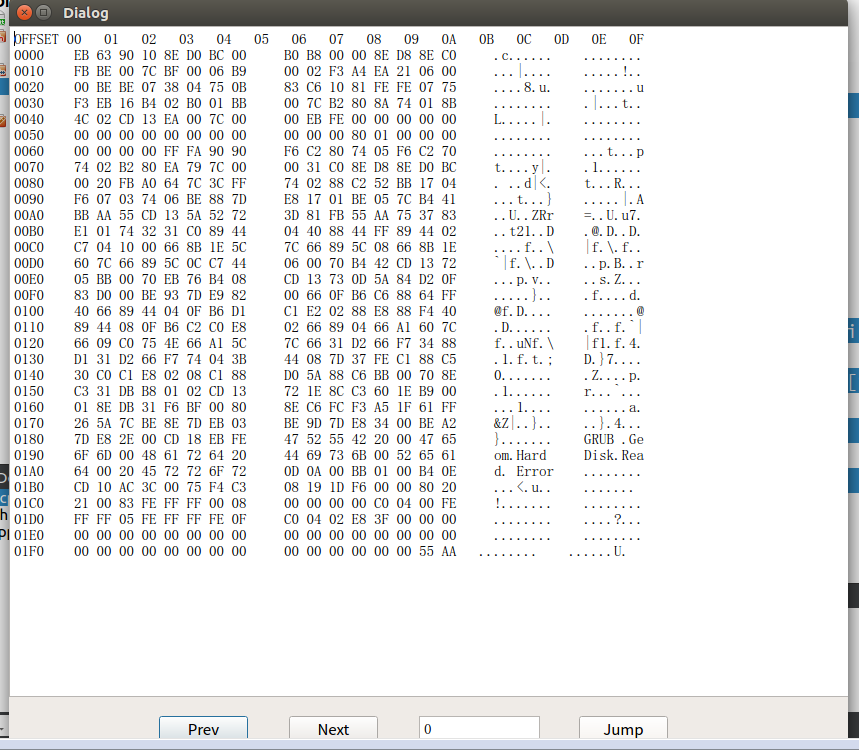 Dialog
OFFSET 00 01 02 03 04 05 06 07 08 09 0A 0B 0C 0D 0E 0F
0000 EB 63 90 10 8E D0 BC 00 B0 B8 00 00 8E D8 8E C0 .c...... ........
0010 FB BE 00 7C BF 00 06 B9 00 02 F3 A4 EA 21 06 00 ...|.... .....!..
0020 00 BE BE 07 38 04 75 0B 83 C6 10 81 FE FE 07 75 ....8.u. .......u
0030 F3 EB 16 B4 02 B0 01 BB 00 7C B2 80 8A 74 01 8B ........ .|...t..
0040 4C 02 CD 13 EA 00 7C 00 00 EB FE 00 00 00 00 00 L.....|. ........
0050 00 00 00 00 00 00 00 00 00 00 00 80 01 00 00 00 ........ ........
0060 00 00 00 00 FF FA 90 90 F6 C2 80 74 05 F6 C2 70 ........ ...t...p
0070 74 02 B2 80 EA 79 7C 00 00 31 C0 8E D8 8E D0 BC t....y|. .1......
0080 00 20 FB A0 64 7C 3C FF 74 02 88 C2 52 BB 17 04 . ..d|<. t...R...
0090 F6 07 03 74 06 BE 88 7D E8 17 01 BE 05 7C B4 41 ...t...} .....|.A
00A0 BB AA 55 CD 13 5A 52 72 3D 81 FB 55 AA 75 37 83 ..U..ZRr =..U.u7.
00B0 E1 01 74 32 31 C0 89 44 04 40 88 44 FF 89 44 02 ..t21..D .@.D..D.
00C0 C7 04 10 00 66 8B 1E 5C 7C 66 89 5C 08 66 8B 1E ....f..\ |f.\.f..
00D0 60 7C 66 89 5C 0C C7 44 06 00 70 B4 42 CD 13 72 `|f.\..D ..p.B..r
00E0 05 BB 00 70 EB 76 B4 08 CD 13 73 0D 5A 84 D2 0F ...p.v.. ..s.Z...
00F0 83 D0 00 BE 93 7D E9 82 00 66 0F B6 C6 88 64 FF .....}.. .f....d.
0100 40 66 89 44 04 0F B6 D1 C1 E2 02 88 E8 88 F4 40 @f.D.... .......@
0110 89 44 08 0F B6 C2 C0 E8 02 66 89 04 66 A1 60 7C .D...... .f..f.`|
0120 66 09 C0 75 4E 66 A1 5C 7C 66 31 D2 66 F7 34 88 f..uNf.\ |f1.f.4.
0130 D1 31 D2 66 F7 74 04 3B 44 08 7D 37 FE C1 88 C5 .1.f.t.; D.}7....
0140 30 C0 C1 E8 02 08 C1 88 D0 5A 88 C6 BB 00 70 8E 0....... .Z....p.
0150 C3 31 DB B8 01 02 CD 13 72 1E 8C C3 60 1E B9 00 .1...... r...`...
0160 01 8E DB 31 F6 BF 00 80 8E C6 FC F3 A5 1F 61 FF ...1.... ......a.
0170 26 5A 7C BE 8E 7D EB 03 BE 9D 7D E8 34 00 BE A2 &Z|..}.. ..}.4...
0180 7D E8 2E 00 CD 18 EB FE 47 52 55 42 20 00 47 65 }....... GRUB .Ge
0190 6F 6D 00 48 61 72 64 20 44 69 73 6B 00 52 65 61 om.Hard Disk.Rea
01A0 64 00 20 45 72 72 6F 72 0D 0A 00 BB 01 00 B4 0E d. Error ........
01B0 CD 10 AC 3C 00 75 F4 C3 08 19 1D F6 00 00 80 20 ...<.u.. .......
01C0 21 00 83 FE FF FF 00 08 00 00 00 00 C0 04 00 FE !....... ........
01D0 FF FF 05 FE FF FF FE 0F C0 04 02 E8 3F 00 00 00 ........ ....?...
01E0 00 00 00 00 00 00 00 00 00 00 00 00 00 00 00 00 ........ ........
01F0 00 00 00 00 00 00 00 00 00 00 00 00 00 00 55 AA ........ ......U.
Prev Next 0 Jump